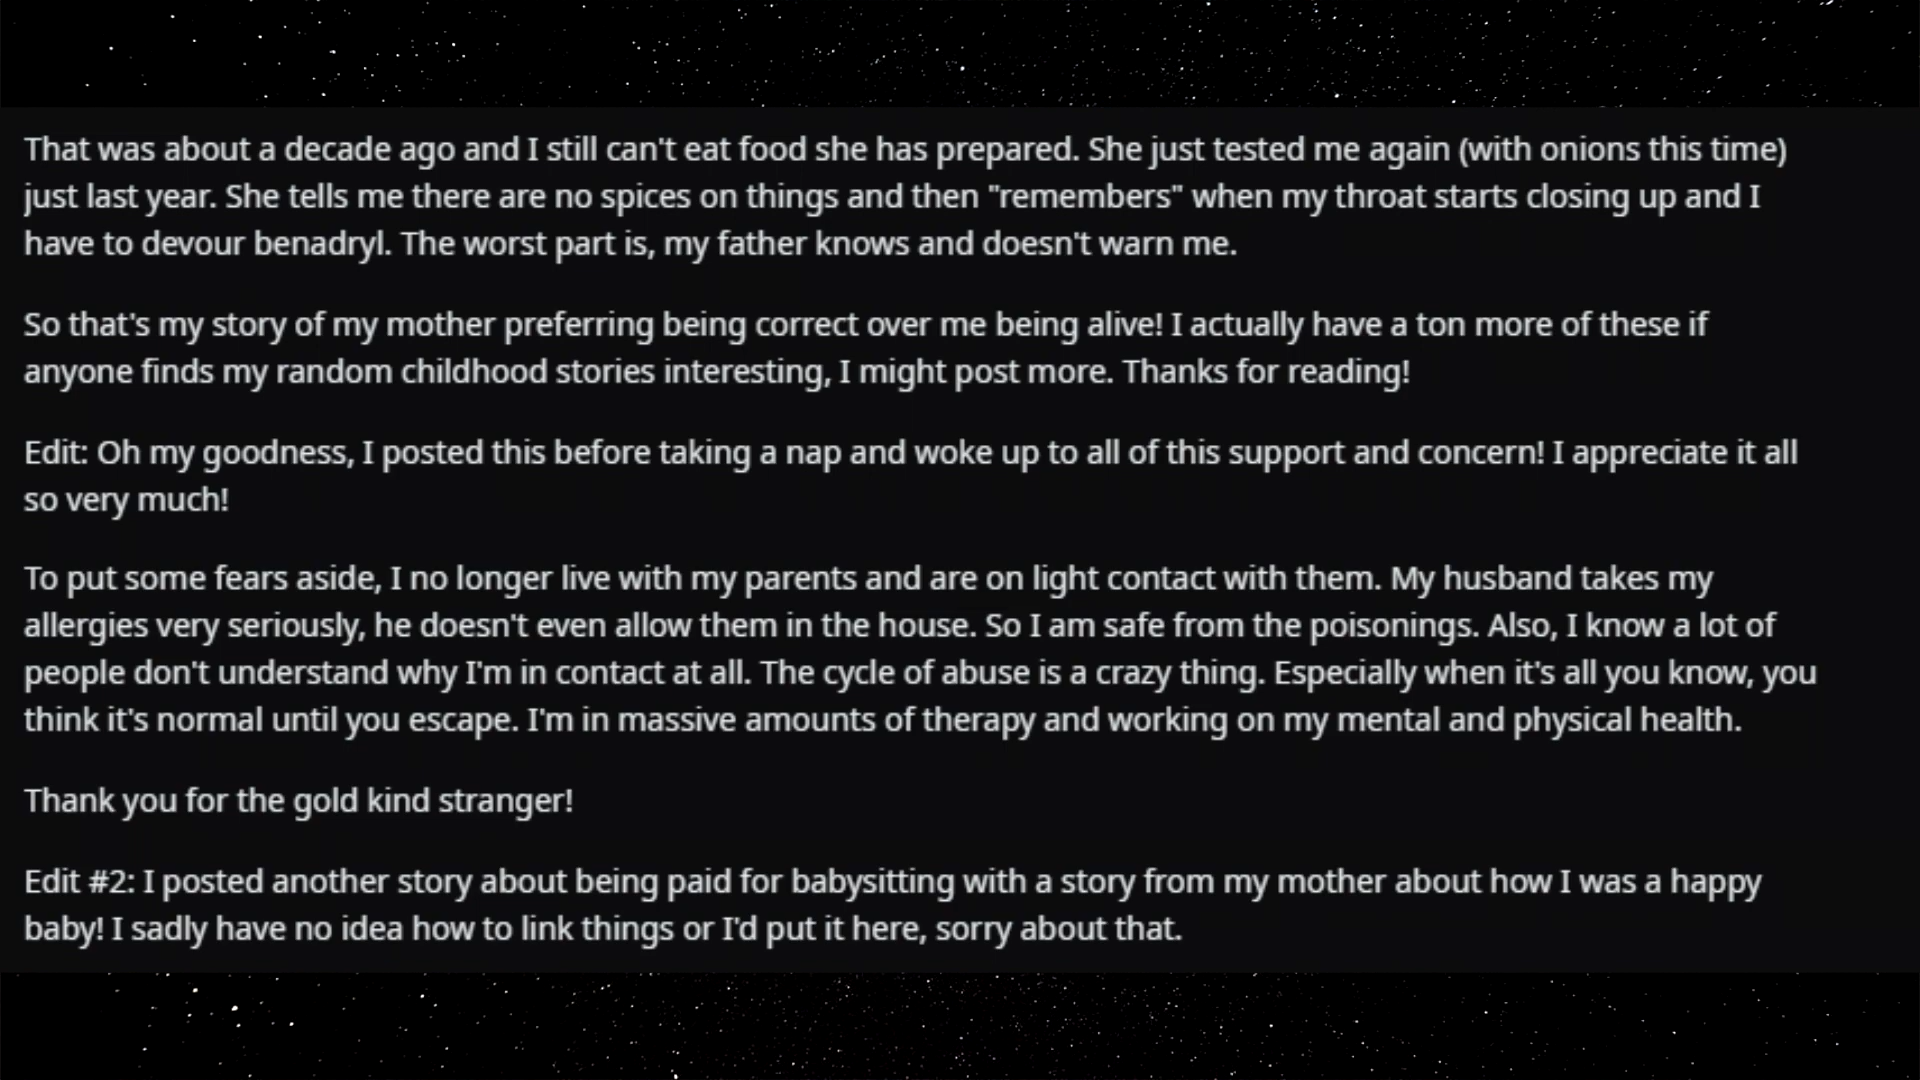 That was about a decade ago and I still can't eat food she has prepared. She just tested me again (with onions this time)
just last year. She tells me there are no spices on things and then "remembers" when my throat starts closing up and I
have to devour benadryl. The worst part is, my father knows and doesn't warn me.
So that's my story of my mother preferring being correct over me being alive! I actually have a ton more of these if
anyone finds my random childhood stories interesting, I might post more. Thanks for reading!
Edit: Oh my goodness, I posted this before taking a nap and woke up to all of this support and concern! I appreciate it all
so very much!
To put some fears aside, I no longer live with my parents and are on light contact with them. My husband takes my
allergies very seriously, he doesn't even allow them in the house. So I am safe from the poisonings. Also, I know a lot of
people don't understand why I'm in contact at all. The cycle of abuse is a crazy thing. Especially when it's all you know, you
think it's normal until you escape. I'm in massive amounts of therapy and working on my mental and physical health.
Thank you for the gold kind stranger!
Edit #2: I posted another story about being paid for babysitting with a story from my mother about how I was a happy
baby! I sadly have no idea how to link things or I'd put it here, sorry about that.